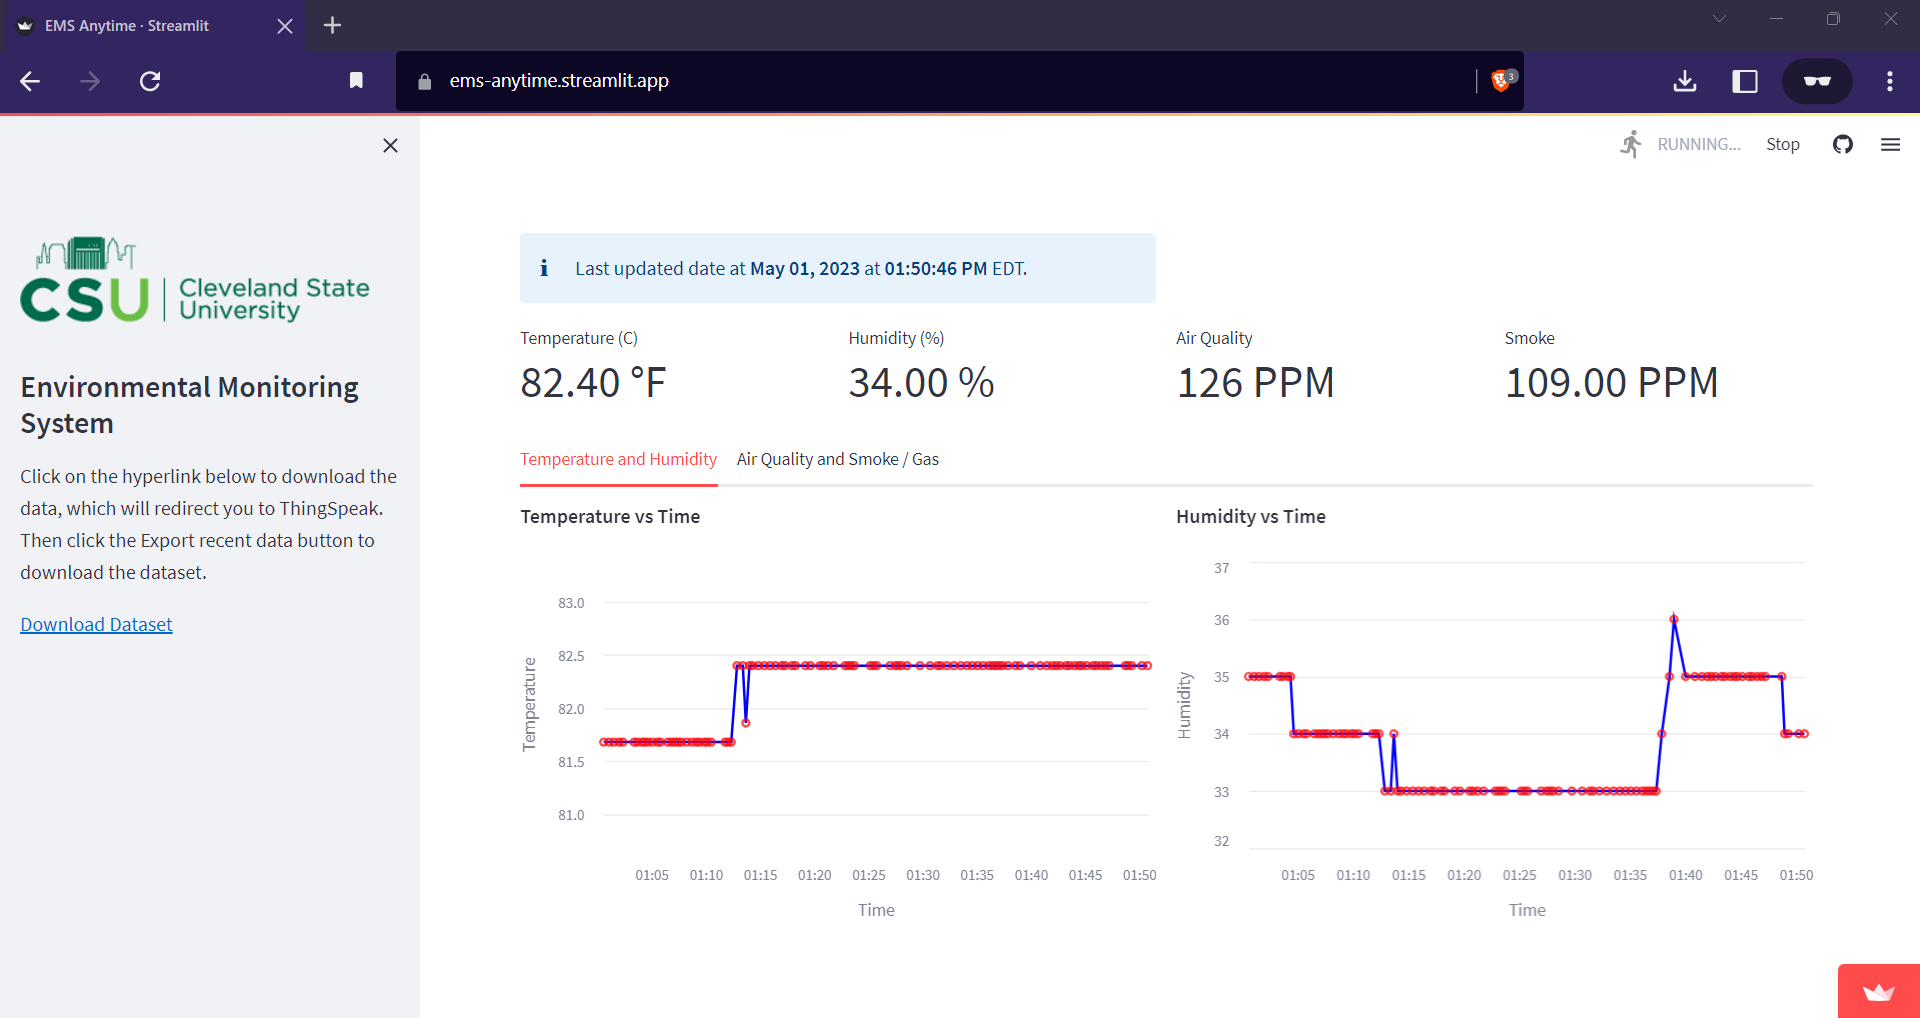 EMS Anytime · Streamlit
ems-anytime.streamlit.app
3
RUNNING...
Stop
CSU
Cleveland State
University
Environmental Monitoring
System
Click on the hyperlink below to download the
data, which will redirect you to ThingSpeak.
Then click the Export recent data button to
download the dataset.
Download Dataset
Last updated date at May 01, 2023 at 01:50:46 PM EDT.
Temperature (C)
82.40 °F
Humidity (%)
34.00 %
Air Quality
126 PPM
Smoke
109.00 PPM
Temperature and Humidity
Air Quality and Smoke / Gas
Temperature vs Time
Temperature
83.0
82.5
82.0
81.5
81.0
01:05 01:10 01:15 01:20 01:25 01:30 01:35 01:40 01:45 01:50
Time
Humidity vs Time
Humidity
37
36
35
34
33
32
01:05 01:10 01:15 01:20 01:25 01:30 01:35 01:40 01:45 01:50
Time